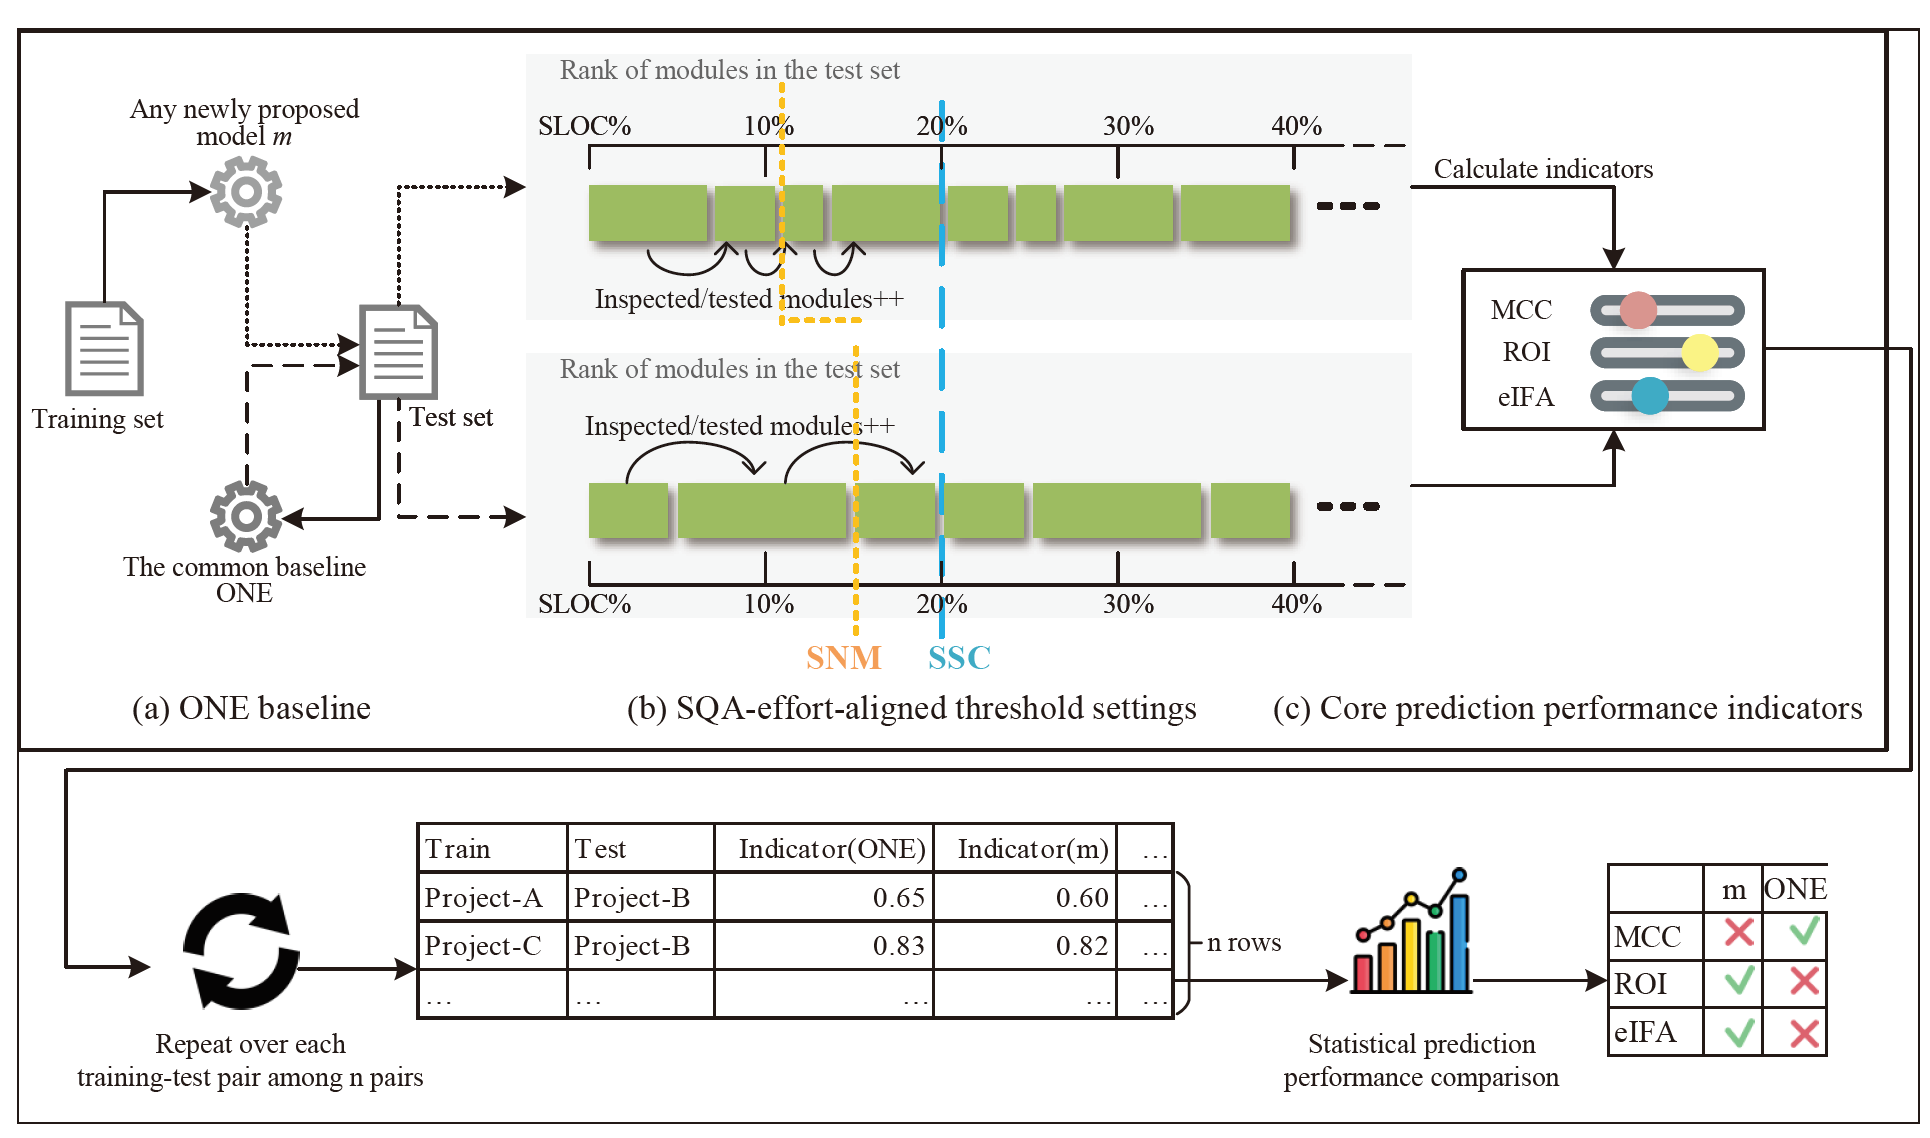 Any newly proposed
model m
Training set
Test set
The common baseline
ONE
Rank of modules in the test set
SLOC% 10% 20% 30% 40%
Inspected/tested modules++
Rank of modules in the test set
Inspected/tested modules++
SLOC% 10% 20% 30% 40%
SNM SSC
Calculate indicators
MCC
ROI
eIFA
(a) ONE baseline
(b) SQA-effort-aligned threshold settings
(c) Core prediction performance indicators
Repeat over each
training-test pair among n pairs
Train Test Indicator(ONE) Indicator(m) ...
Project-A Project-B 0.65 0.60 ...
Project-C Project-B 0.83 0.82 ...
... ... ... ... ...
n rows
Statistical prediction
performance comparison
m ONE
MCC
ROI
eIFA